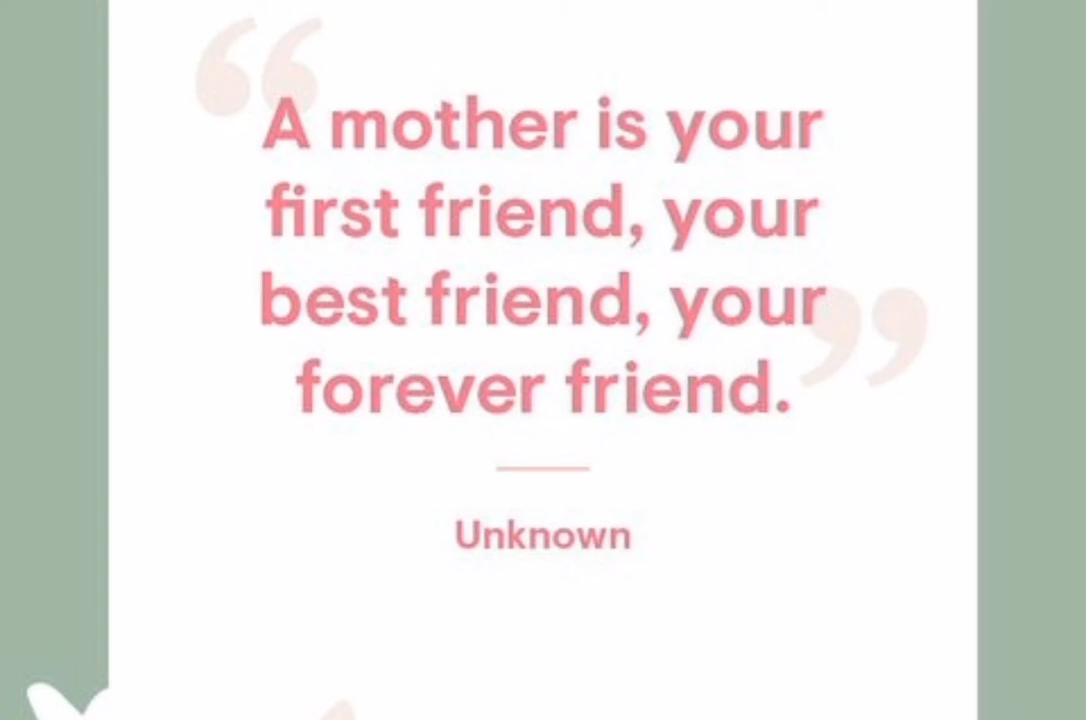 “A mother is your
first friend, your
best friend, your
forever friend.”
Unknown